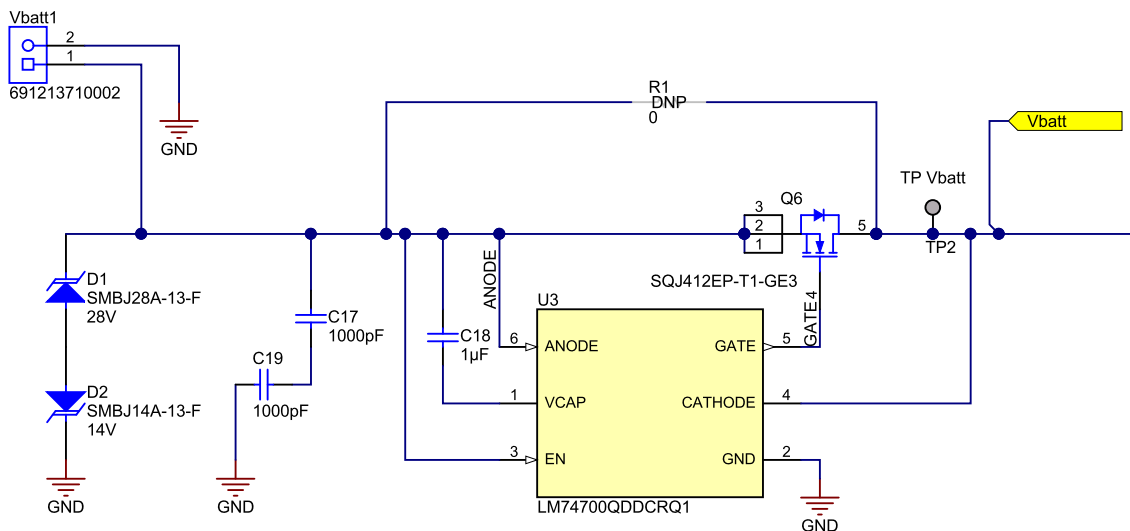 Vbatt1
2
1
691213710002
GND
R1
DNP
0
Vbatt
TP Vbatt
TP2
Q6
3
2
1
5
SQJ412EP-T1-GE3
GATE 4
ANODE
D1
SMBJ28A-13-F
28V
C17
1000pF
C18
1µF
C19
1000pF
D2
SMBJ14A-13-F
14V
GND
GND
U3
6
ANODE
GATE
5
1
VCAP
CATHODE
4
3
EN
GND
2
LM74700QDDCRQ1
GND